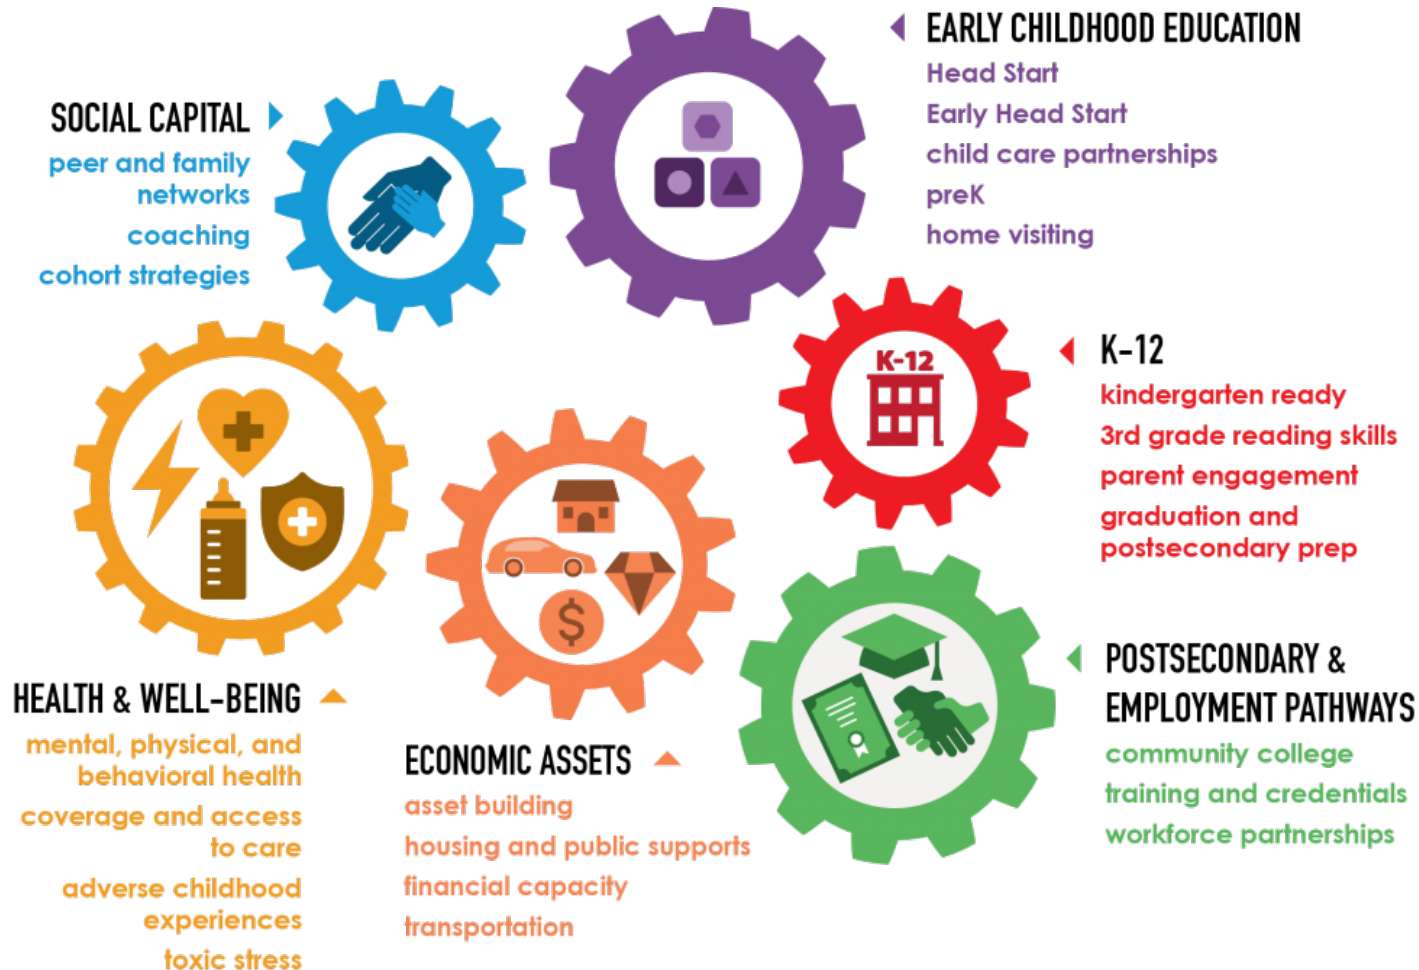 SOCIAL CAPITAL
peer and family
networks
coaching
cohort strategies
EARLY CHILDHOOD EDUCATION
Head Start
Early Head Start
child care partnerships
preK
home visiting
K-12
K-12
kindergarten ready
3rd grade reading skills
parent engagement
graduation and
postsecondary prep
HEALTH & WELL-BEING
mental, physical, and
behavioral health
coverage and access
to care
adverse childhood
experiences
toxic stress
$
ECONOMIC ASSETS
asset building
housing and public supports
financial capacity
transportation
POSTSECONDARY &
EMPLOYMENT PATHWAYS
community college
training and credentials
workforce partnerships